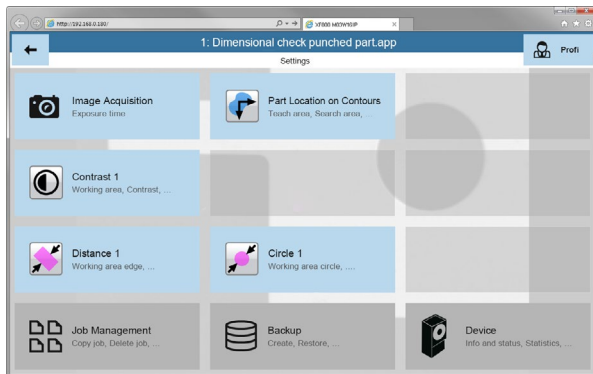 http://192.168.0.190/
XF800 M03W16IP
1: Dimensional check punched part.app
Profi
Settings
Image Acquisition
Exposure time
Part Location on Contours
Teach area, Search area, ...
Contrast 1
Working area, Contrast, ...
Distance 1
Working area edge, ...
Circle 1
Working area circle, ....
Job Management
Copy job, Delete job, ...
Backup
Create, Restore, ...
Device
Info and status, Statistics, ...